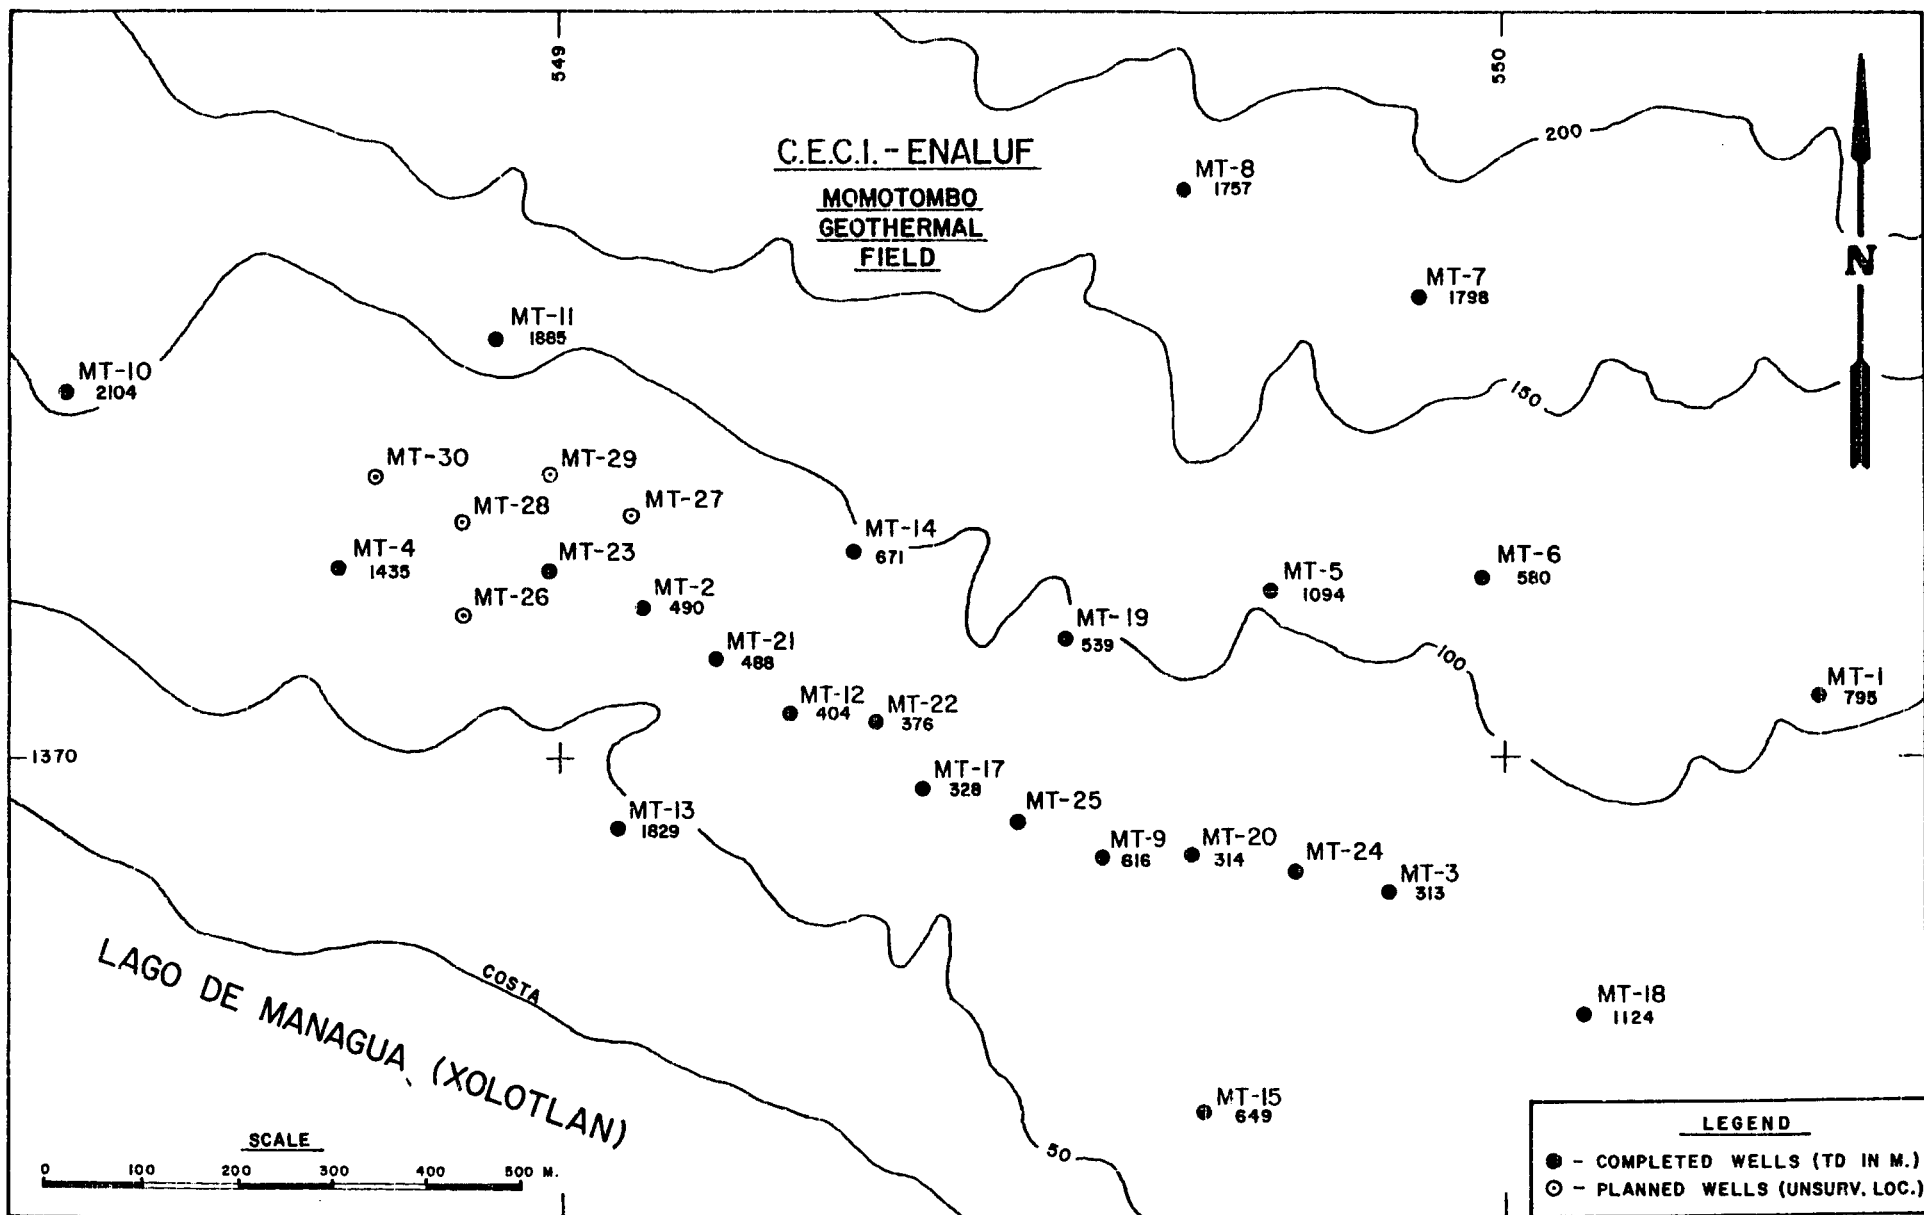 549
550
200
C.E.C.I. - ENALUF
MOMOTOMBO
GEOTHERMAL
FIELD
MT-8
1757
N
MT-7
1798
MT-11
1885
MT-10
2104
150
MT-30
MT-29
MT-28
MT-27
MT-14
671
MT-4
1435
MT-23
MT-5
1094
MT-6
580
MT-26
MT-2
490
MT-19
539
MT-21
488
100
MT-1
795
MT-12
404
MT-22
376
1370
MT-17
328
MT-25
MT-13
1829
MT-9
616
MT-20
314
MT-24
MT-3
313
COSTA
LAGO DE MANAGUA, (XOLOTLAN)
MT-18
1124
MT-15
649
50
SCALE
0 100 200 300 400 500 M.
LEGEND
- COMPLETED WELLS (TD IN M.)
- PLANNED WELLS (UNSURV. LOC.)